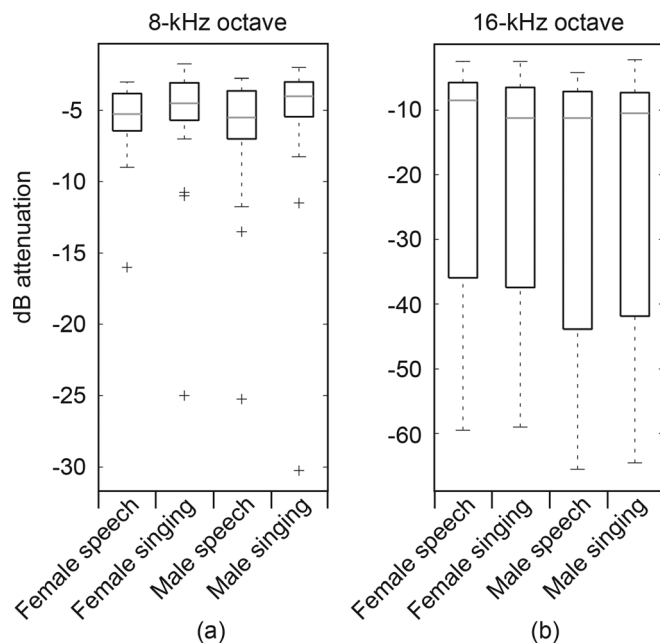 8-kHz octave
16-kHz octave
dB attenuation
-5
-10
-15
-20
-25
-30
-10
-20
-30
-40
-50
-60
Female speech
Female singing
Male speech
Male singing
Female speech
Female singing
Male speech
Male singing
(a)
(b)